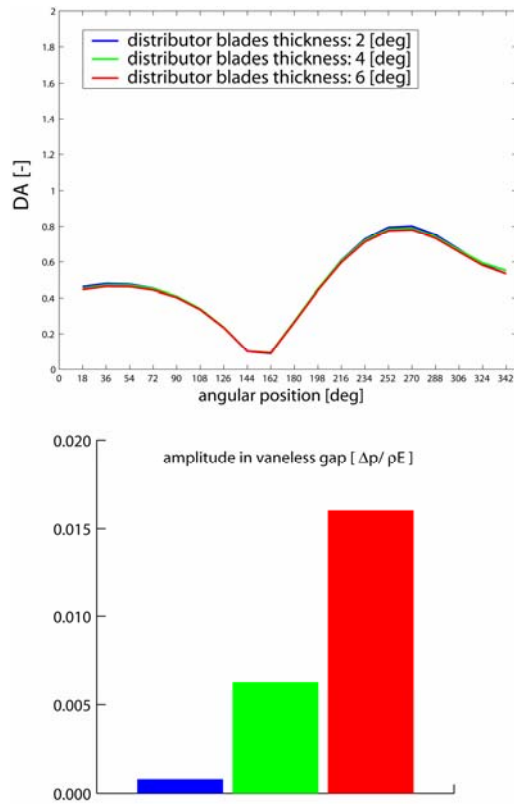 2
1.8
distributor blades thickness: 2 [deg]
distributor blades thickness: 4 [deg]
1.6
distributor blades thickness: 6 [deg]
1.4
1.2
DA [-]
1
0.8
0.6
0.4
0.2
0
0 18 36 54 72 90 108 126 144 162 180 198 216 234 252 270 288 306 324 342
angular position [deg]
0.020
amplitude in vaneless gap [ Δp/ ρE ]
0.015
0.010
0.005
0.000